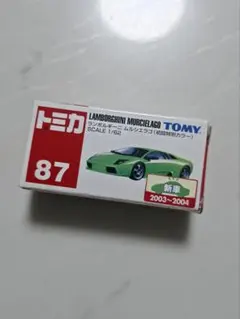 トミカ
87
LAMBORGHINI MURCIELAGO
ランボルギーニ ムルシエラゴ (初回特別カラー)
SCALE 1/62
TOMY
新車
2003~2004